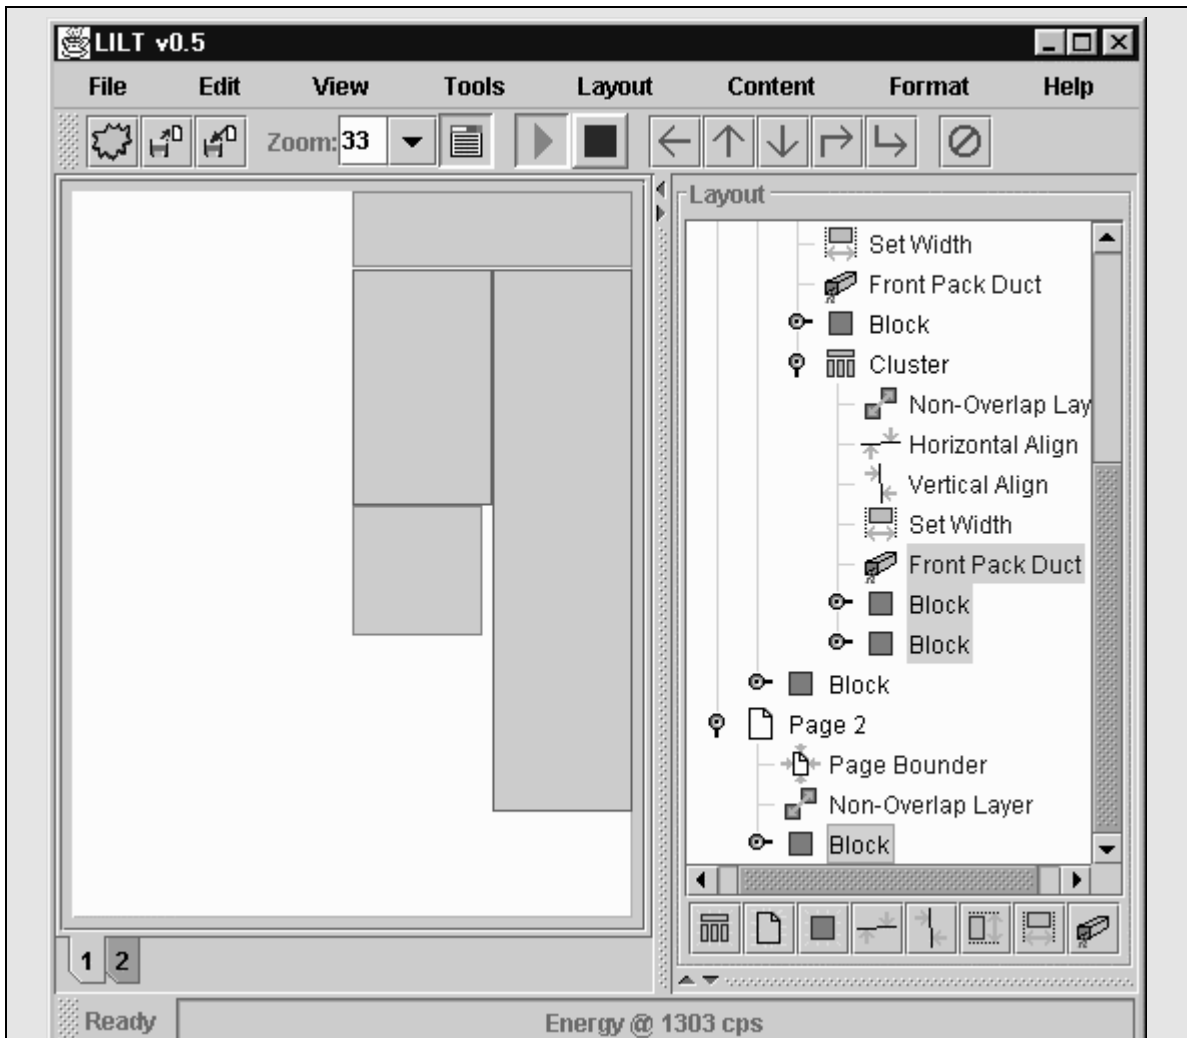 LILT v0.5
File Edit View Tools Layout Content Format Help
Zoom: 33
Layout
Set Width
Front Pack Duct
Block
Cluster
Non-Overlap Lay
Horizontal Align
Vertical Align
Set Width
Front Pack Duct
Block
Block
Block
Page 2
Page Bounder
Non-Overlap Layer
Block
1 2
Ready Energy @ 1303 cps